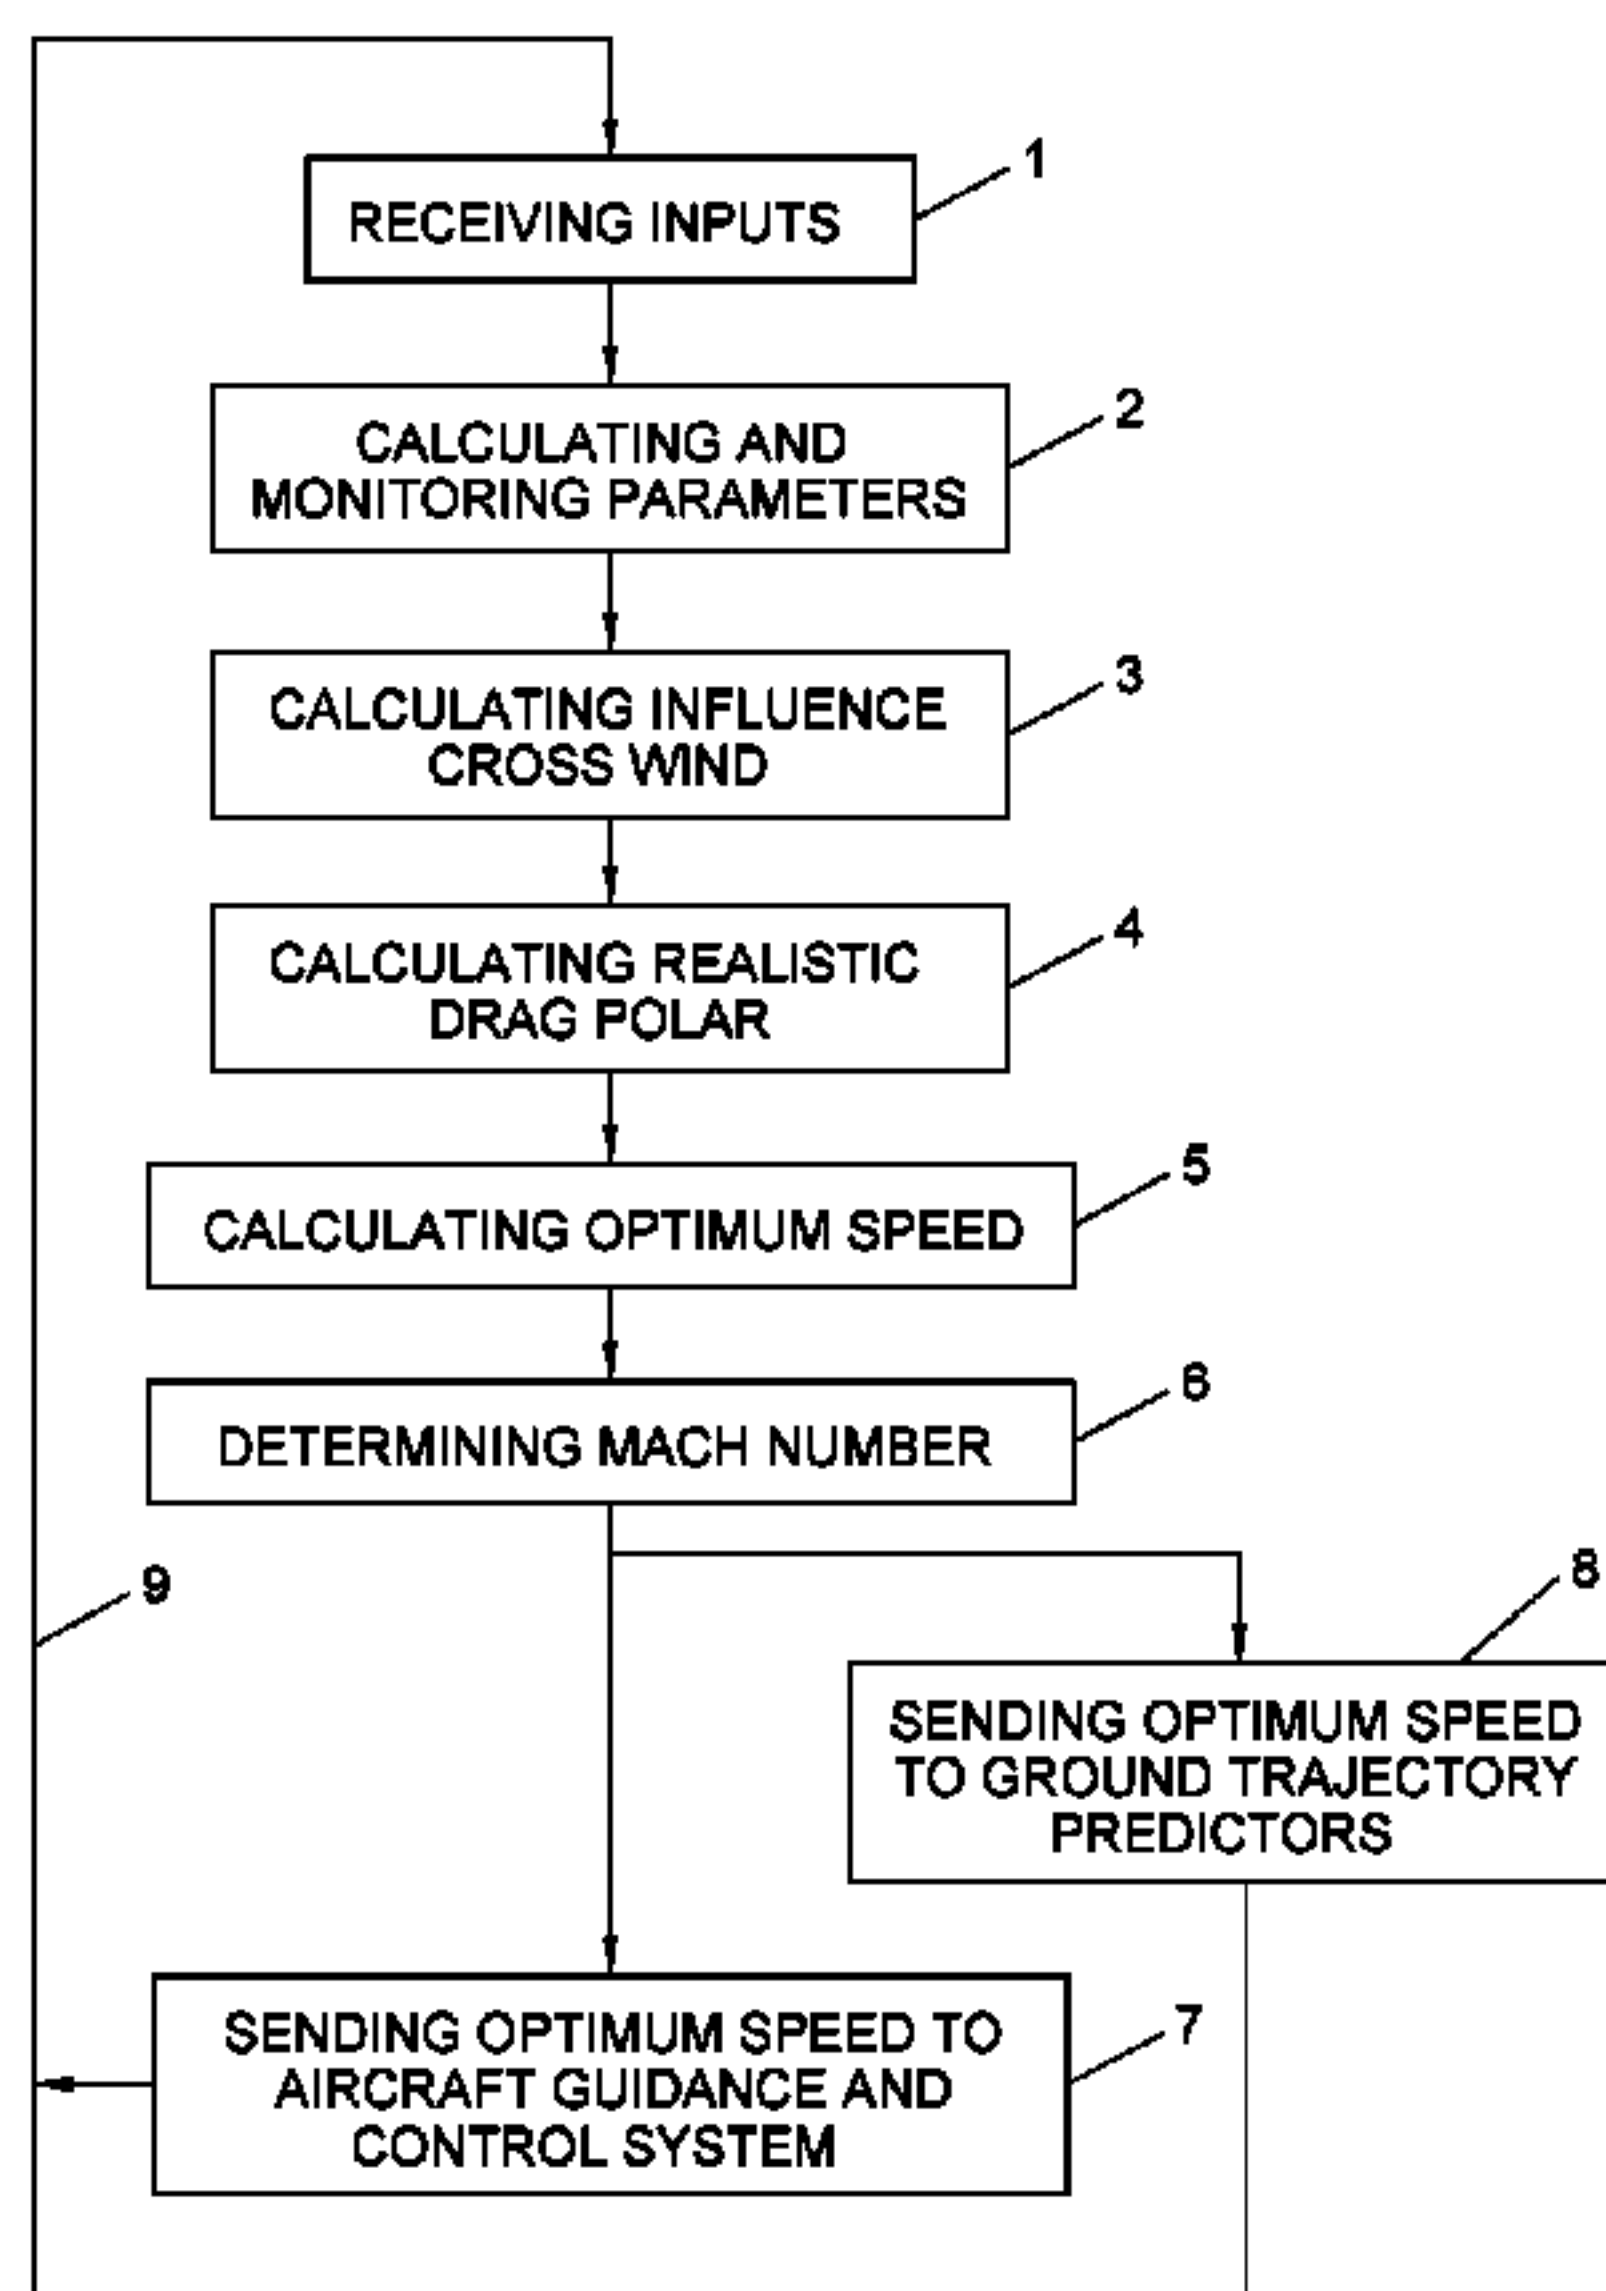 1
RECEIVING INPUTS
2
CALCULATING AND
MONITORING PARAMETERS
3
CALCULATING INFLUENCE
CROSS WIND
4
CALCULATING REALISTIC
DRAG POLAR
5
CALCULATING OPTIMUM SPEED
6
DETERMINING MACH NUMBER
9
8
SENDING OPTIMUM SPEED
TO GROUND TRAJECTORY
PREDICTORS
7
SENDING OPTIMUM SPEED TO
AIRCRAFT GUIDANCE AND
CONTROL SYSTEM